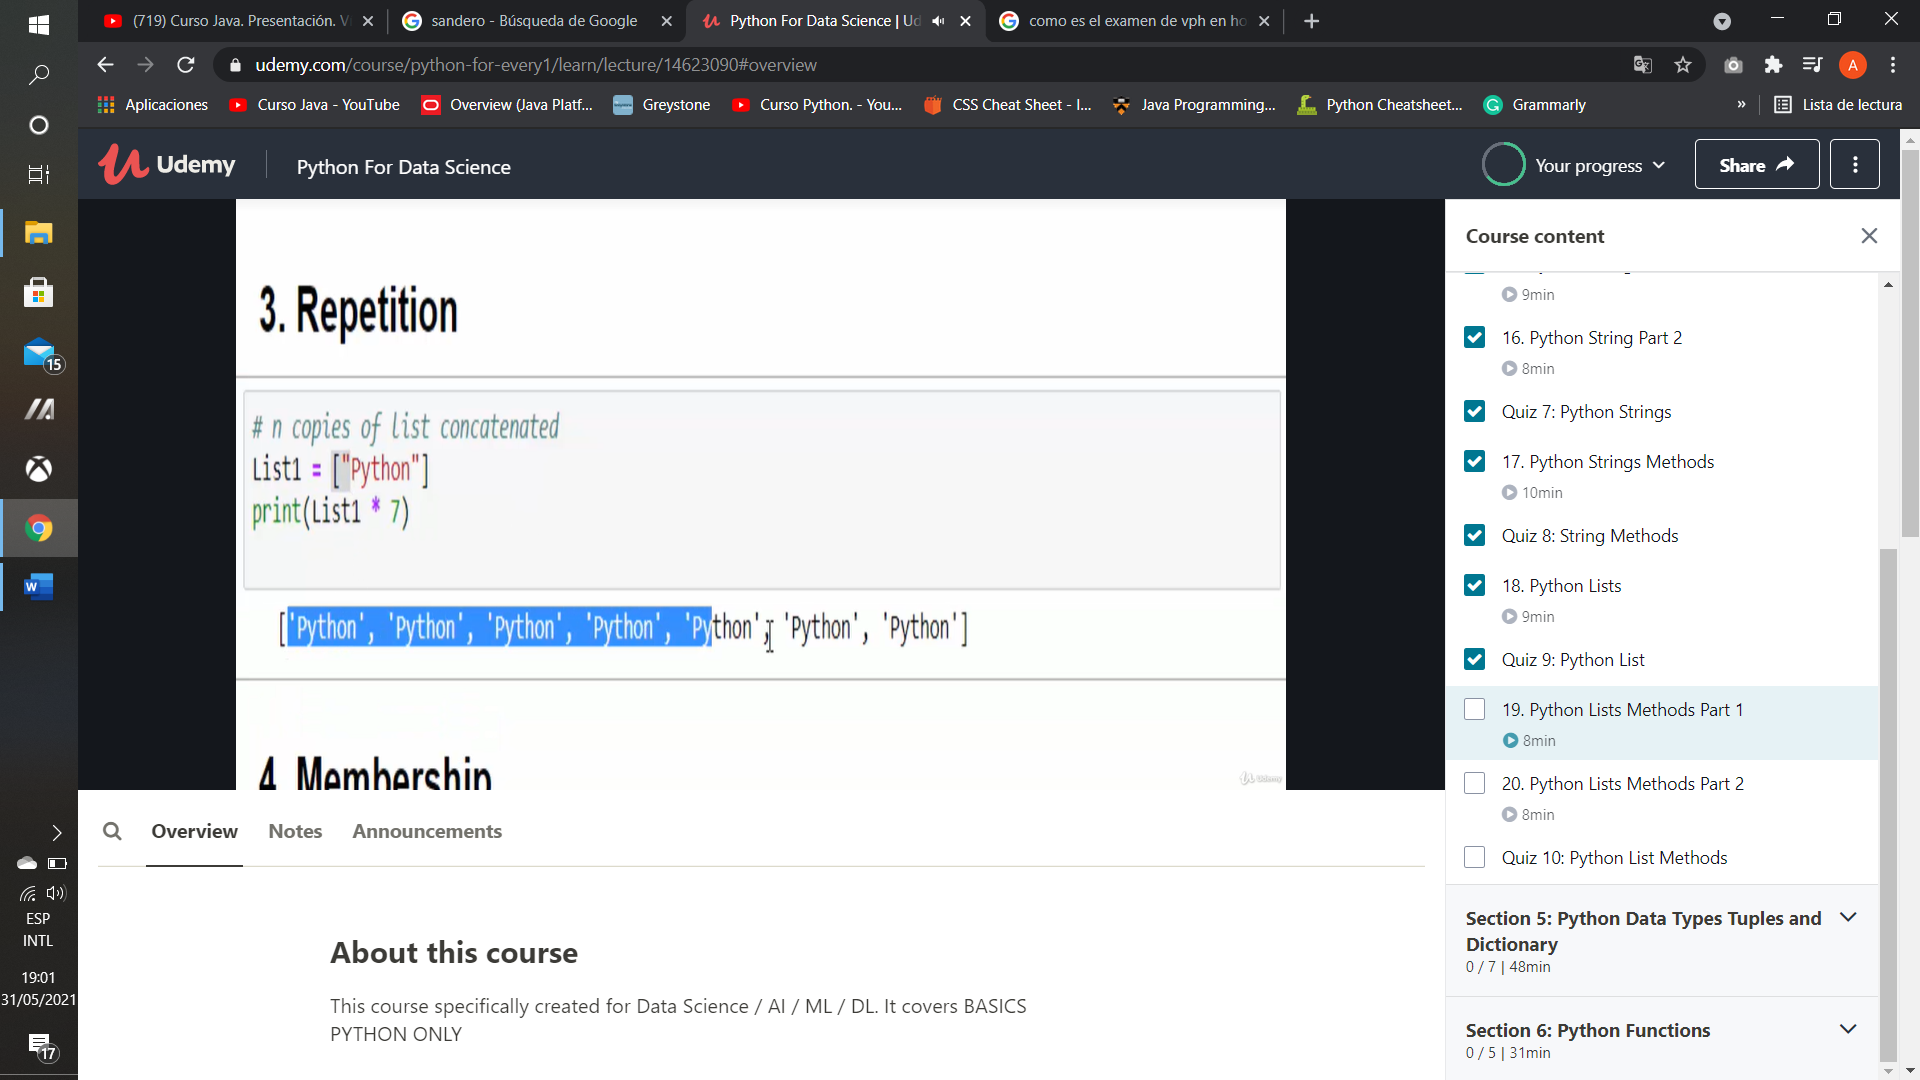 (719) Curso Java. Presentación. V
sandero - Búsqueda de Google
Python For Data Science | Ud
como es el examen de vph en ho
udemy.com/course/python-for-every1/learn/lecture/14623090#overview
A
Aplicaciones
Curso Java - YouTube
Overview (Java Platf...
Greystone
Curso Python. - You...
CSS Cheat Sheet - I...
Java Programming...
Python Cheatsheet...
Grammarly
»
Lista de lectura
Udemy
Python For Data Science
Your progress
Share
3. Repetition
# n copies of list concatenated
List1 = ["Python"]
print(List1 * 7)
['Python', 'Python', 'Python', 'Python', 'Python', 'Python', 'Python']
4. Membership
Udemy
Course content
9min
16. Python String Part 2
8min
Quiz 7: Python Strings
17. Python Strings Methods
10min
Quiz 8: String Methods
18. Python Lists
9min
Quiz 9: Python List
19. Python Lists Methods Part 1
8min
20. Python Lists Methods Part 2
8min
Quiz 10: Python List Methods
Section 5: Python Data Types Tuples and
Dictionary
0 / 7 | 48min
Section 6: Python Functions
0 / 5 | 31min
Overview
Notes
Announcements
About this course
This course specifically created for Data Science / AI / ML / DL. It covers BASICS
PYTHON ONLY
15
W
ESP
INTL
19:01
31/05/2021
17